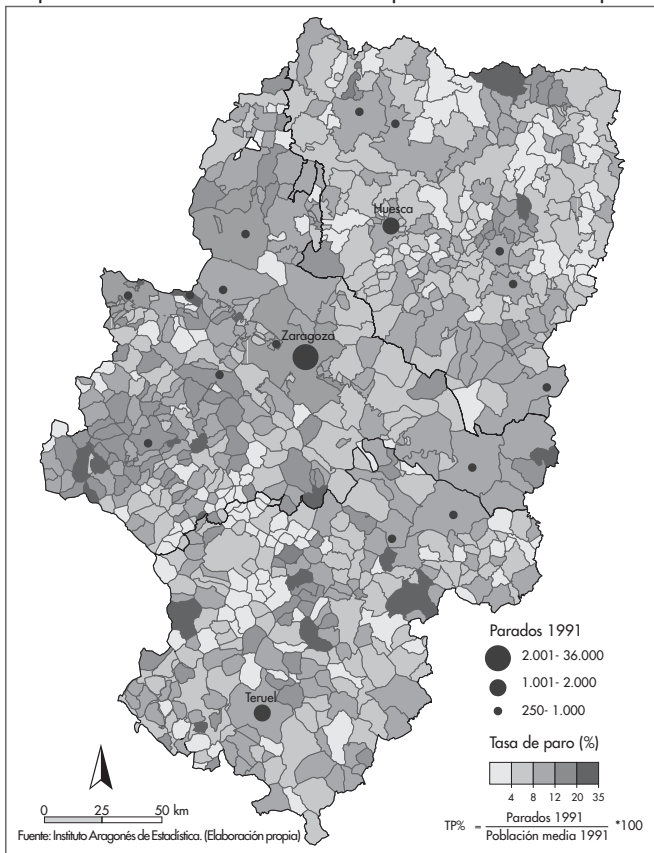 Huesca
Zaragoza
Teruel
Parados 1991
2.001- 36.000
1.001- 2.000
250- 1.000
Tasa de paro (%)
4 8 12 20 35
TP% = Parados 1991 / Población media 1991 *100
0 25 50 km
Fuente: Instituto Aragonés de Estadística. (Elaboración propia)